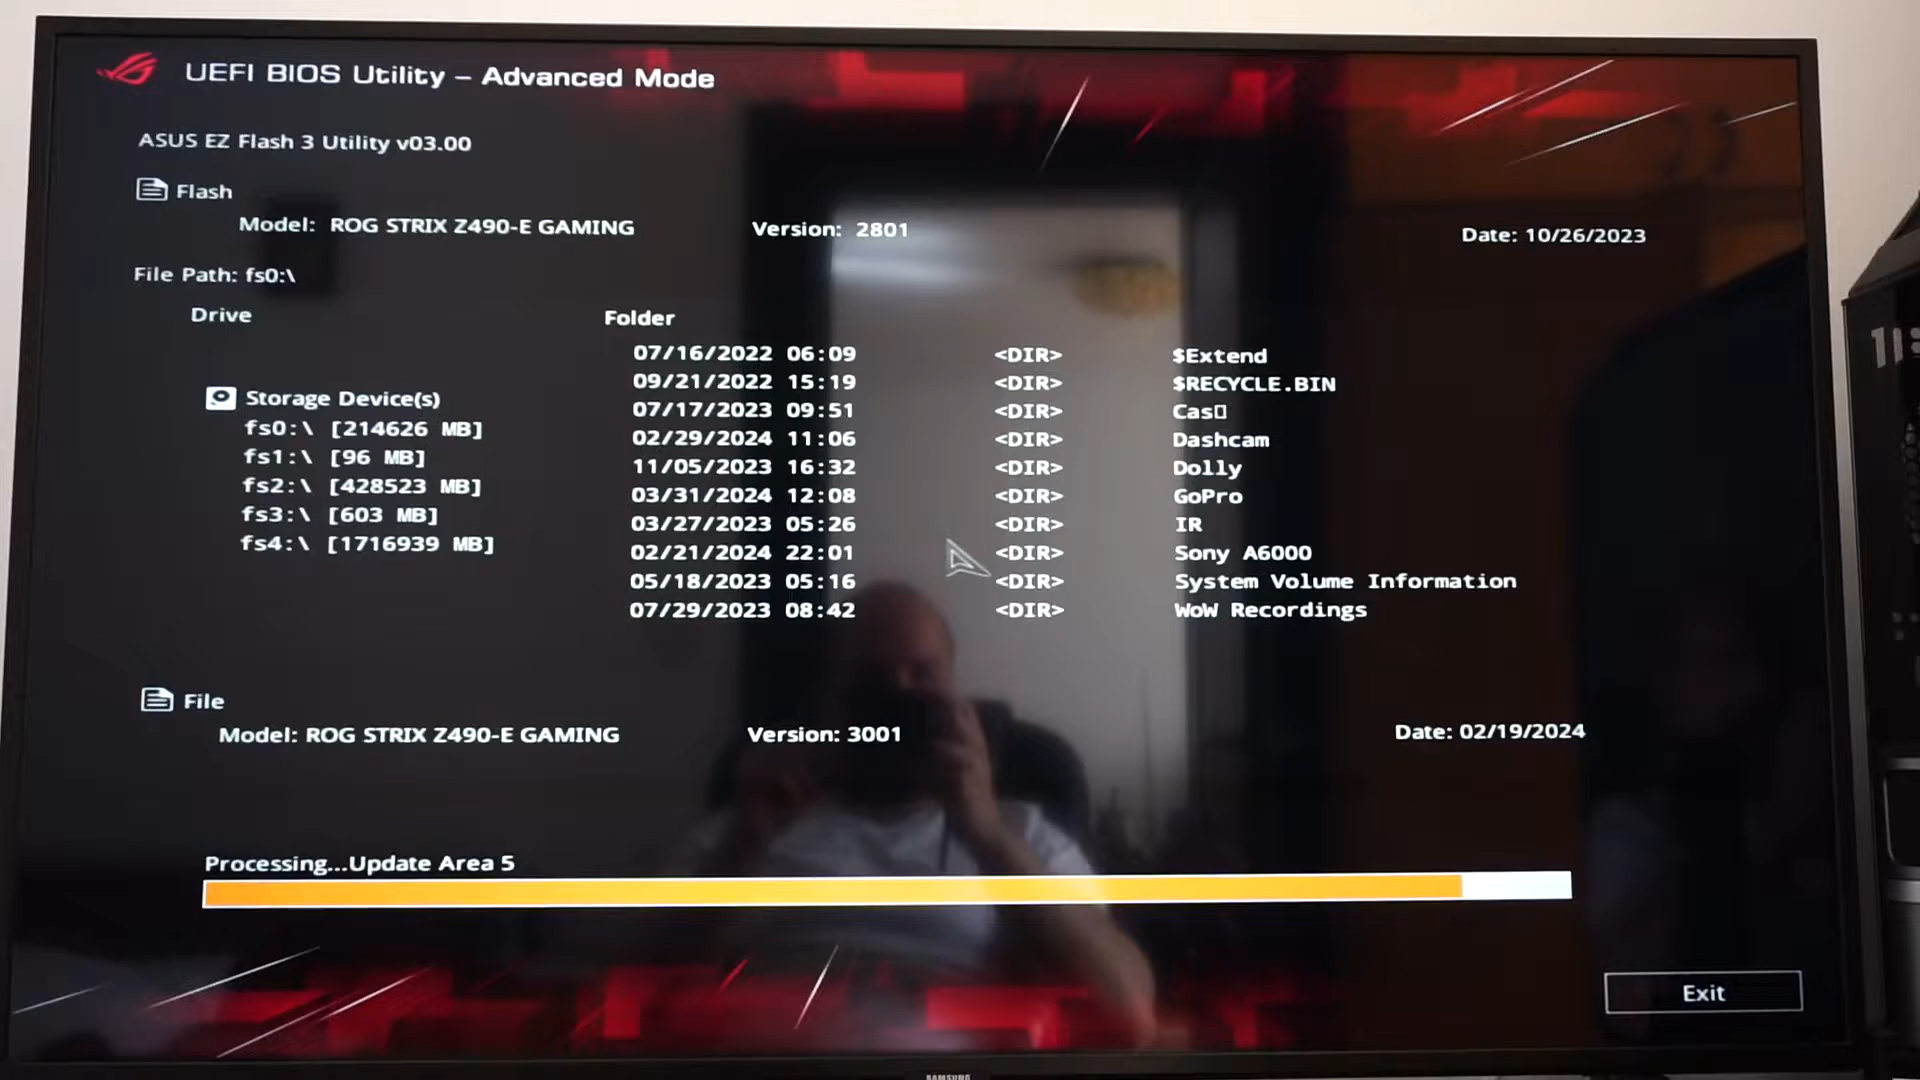 UEFI BIOS Utility – Advanced Mode
ASUS EZ Flash 3 Utility v03.00
Flash
Model: ROG STRIX Z490-E GAMING Version: 2801 Date: 10/26/2023
File Path: fs0:\
Drive Folder
07/16/2022 06:09 <DIR> $Extend
09/21/2022 15:19 <DIR> $RECYCLE.BIN
Storage Device(s) 07/17/2023 09:51 <DIR> Cas▯
fs0:\ [214626 MB] 02/29/2024 11:06 <DIR> Dashcam
fs1:\ [96 MB] 11/05/2023 16:32 <DIR> Dolly
fs2:\ [428523 MB] 03/31/2024 12:08 <DIR> GoPro
fs3:\ [603 MB] 03/27/2023 05:26 <DIR> IR
fs4:\ [1716939 MB] 02/21/2024 22:01 <DIR> Sony A6000
05/18/2023 05:16 <DIR> System Volume Information
07/29/2023 08:42 <DIR> WoW Recordings
File
Model: ROG STRIX Z490-E GAMING Version: 3001 Date: 02/19/2024
Processing...Update Area 5
Exit
SAMSUNG